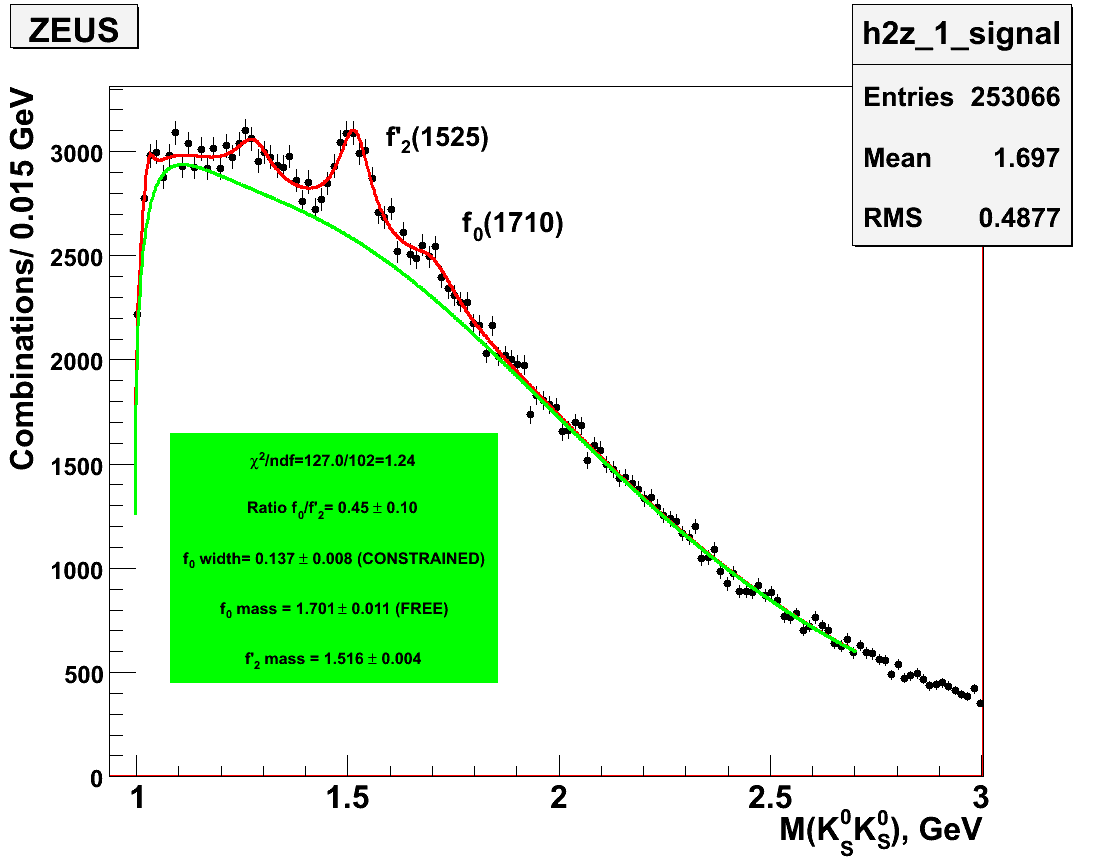 ZEUS
h2z_1_signal
Entries 253066
Mean 1.697
RMS 0.4877
Combinations/ 0.015 GeV
3000
2500
2000
1500
1000
500
0
f'₂(1525)
f₀(1710)
χ²/ndf=127.0/102=1.24
Ratio f₀/f'₂= 0.45 ± 0.10
f₀ width= 0.137 ± 0.008 (CONSTRAINED)
f₀ mass = 1.701 ± 0.011 (FREE)
f'₂ mass = 1.516 ± 0.004
1 1.5 2 2.5 3
M(K⁰_S K⁰_S), GeV